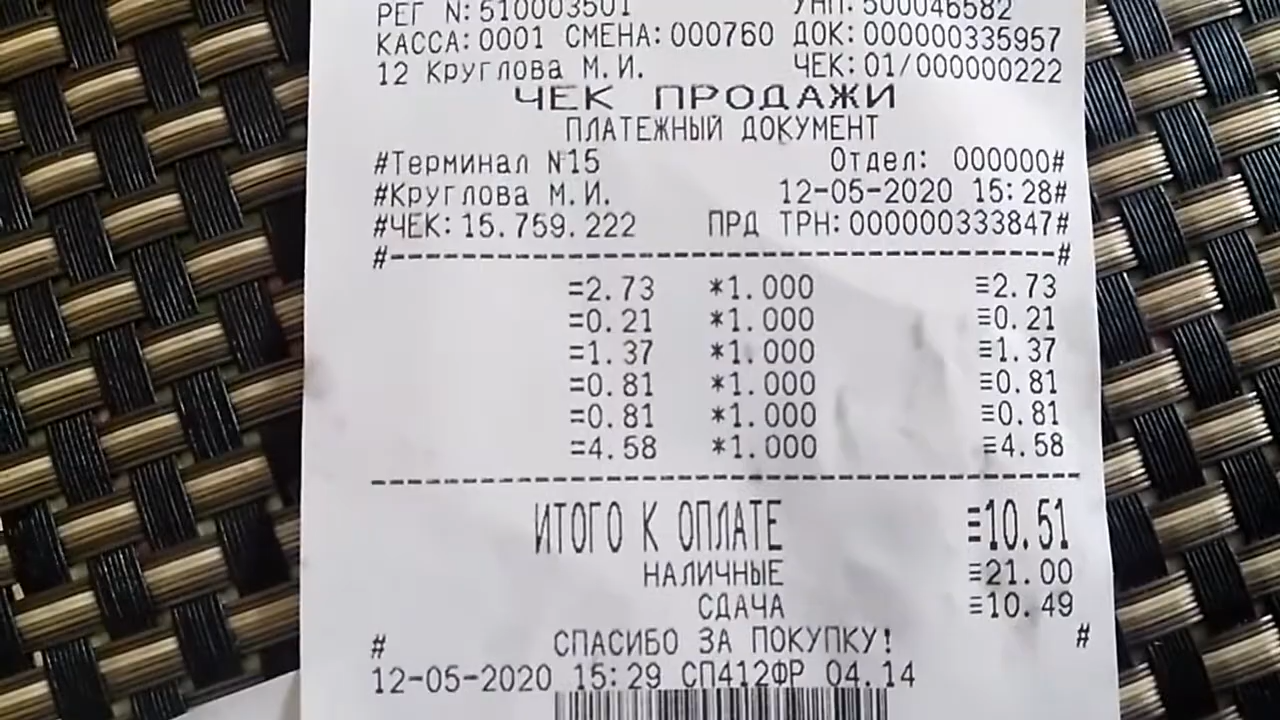 РЕГ N: 510003501 УНП: 500046582
КАССА: 0001 СМЕНА: 000760 ДОК: 000000335957
12 Круглова М. И. ЧЕК: 01/000000222
ЧЕК ПРОДАЖИ
ПЛАТЕЖНЫЙ ДОКУМЕНТ
#Терминал N15 Отдел: 000000#
#Круглова М. И. 12-05-2020 15:28#
#ЧЕК: 15.759.222 ПРД ТРН: 000000333847#
#-------------------------------------#
=2.73 *1.000 ≡2.73
=0.21 *1.000 ≡0.21
=1.37 *1.000 ≡1.37
=0.81 *1.000 ≡0.81
=0.81 *1.000 ≡0.81
=4.58 *1.000 ≡4.58
---------------------------------------
ИТОГО К ОПЛАТЕ ≡10.51
НАЛИЧНЫЕ ≡21.00
СДАЧА ≡10.49
# СПАСИБО ЗА ПОКУПКУ! #
12-05-2020 15:29 СП412ФР 04.14